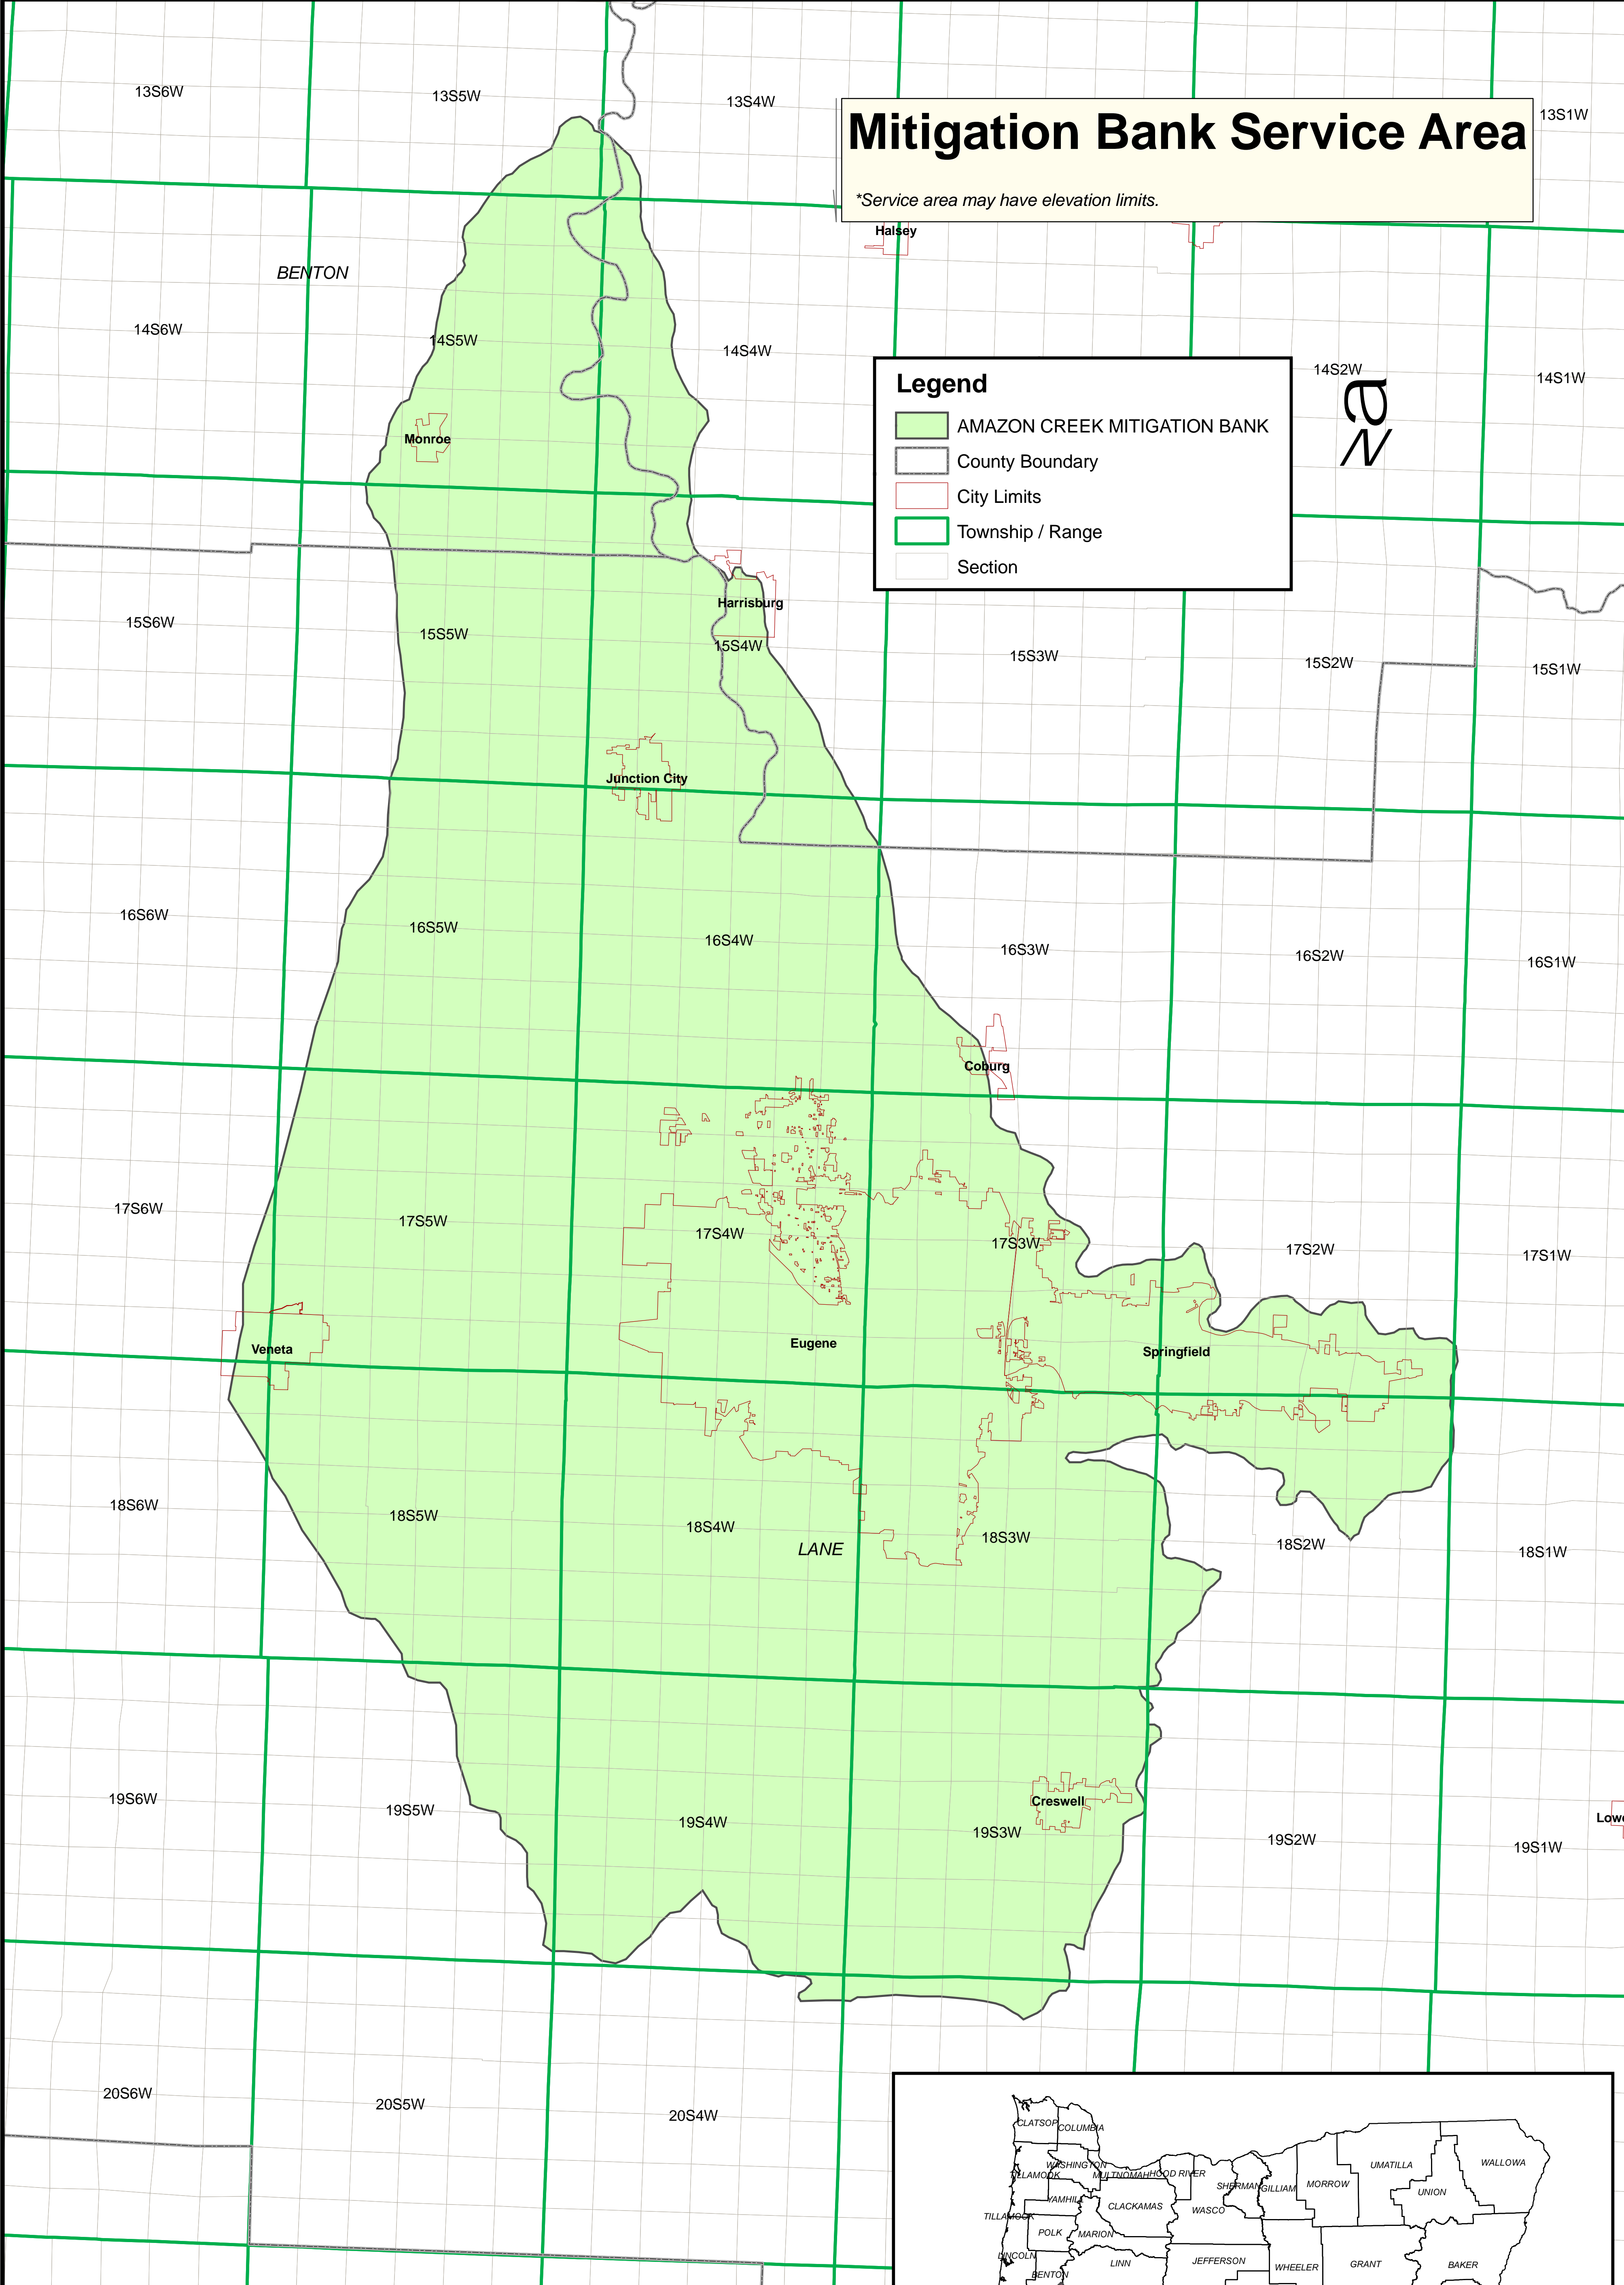 13S6W
13S5W
13S4W
13S1W
Mitigation Bank Service Area
*Service area may have elevation limits.
Halsey
BENTON
14S6W
14S5W
14S4W
14S2W
14S1W
za
Legend
AMAZON CREEK MITIGATION BANK
County Boundary
City Limits
Township / Range
Section
Monroe
Harrisburg
15S6W
15S5W
15S4W
15S3W
15S2W
15S1W
Junction City
16S6W
16S5W
16S4W
16S3W
16S2W
16S1W
Coburg
17S6W
17S5W
17S4W
17S3W
17S2W
17S1W
Veneta
Eugene
Springfield
18S6W
18S5W
18S4W
18S3W
18S2W
18S1W
LANE
Creswell
Lowe
19S6W
19S5W
19S4W
19S3W
19S2W
19S1W
20S6W
20S5W
20S4W
CLATSOP
COLUMBIA
WASHINGTON
TILLAMOOK
MULTNOMAH
HOOD RIVER
SHERMAN
GILLIAM
MORROW
UMATILLA
UNION
WALLOWA
YAMHILL
CLACKAMAS
WASCO
TILLAMOOK
POLK
MARION
LINCOLN
LINN
JEFFERSON
WHEELER
GRANT
BAKER
BENTON